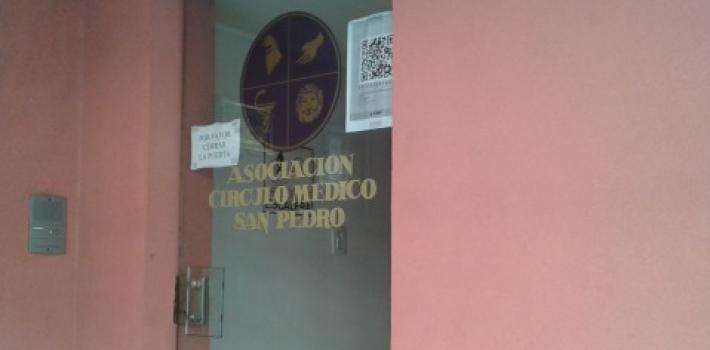 POR FAVOR
CERRAR
LA PUERTA
ASOCIACION
CIRCULO MEDICO
SAN PEDRO